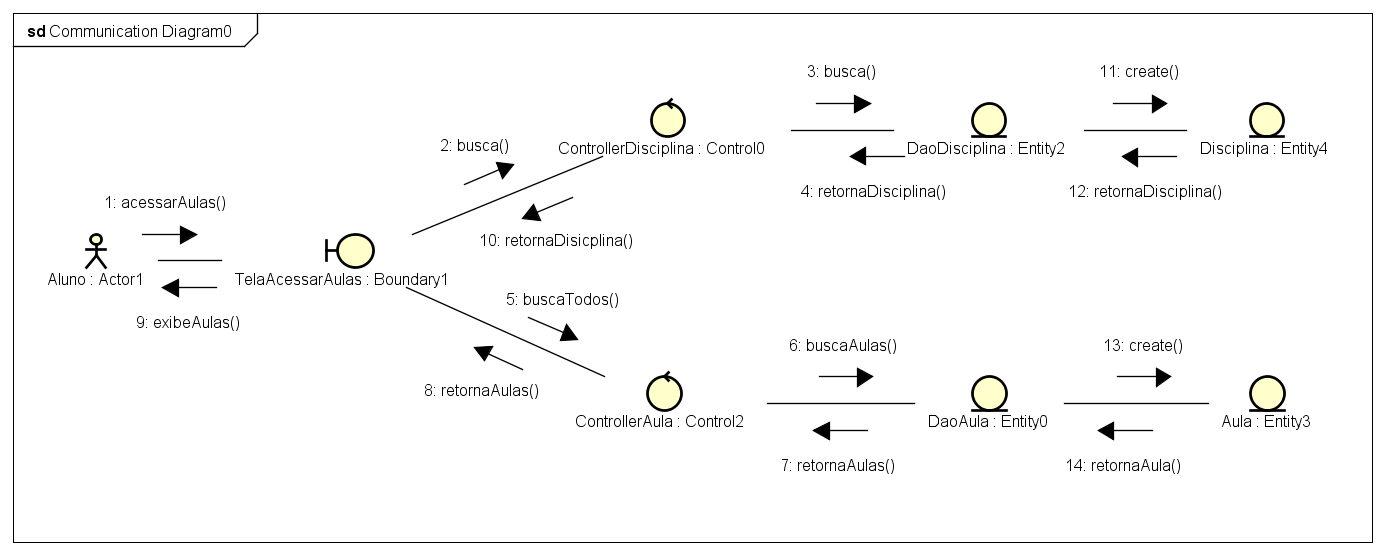 sd Communication Diagram0
3: busca()
11: create()
2: busca()
ControllerDisciplina : Control0
DaoDisciplina : Entity2
Disciplina : Entity4
4: retornaDisciplina()
12: retornaDisciplina()
1: acessarAulas()
10: retornaDisicplina()
Aluno : Actor1
TelaAcessarAulas : Boundary1
5: buscaTodos()
9: exibeAulas()
6: buscaAulas()
13: create()
8: retornaAulas()
ControllerAula : Control2
DaoAula : Entity0
Aula : Entity3
7: retornaAulas()
14: retornaAula()